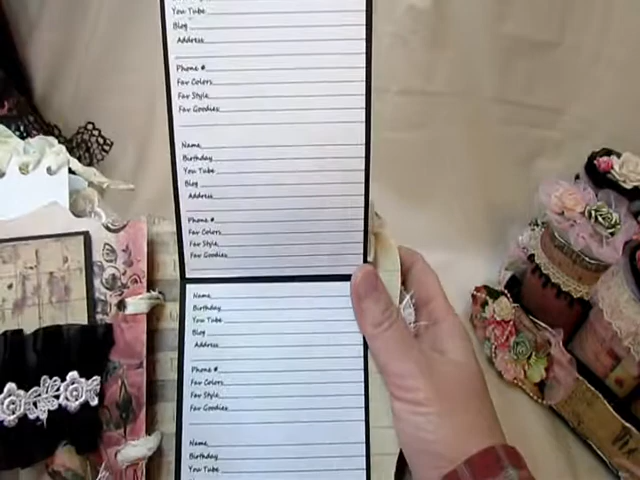 You Tube
Blog
Address
Phone #
Fav Colors
Fav Style
Fav Goodies
Name
Birthday
You Tube
Blog
Address
Phone #
Fav Colors
Fav Style
Fav Goodies
Name
Birthday
You Tube
Blog
Address
Phone #
Fav Colors
Fav Style
Fav Goodies
Name
Birthday
You Tube